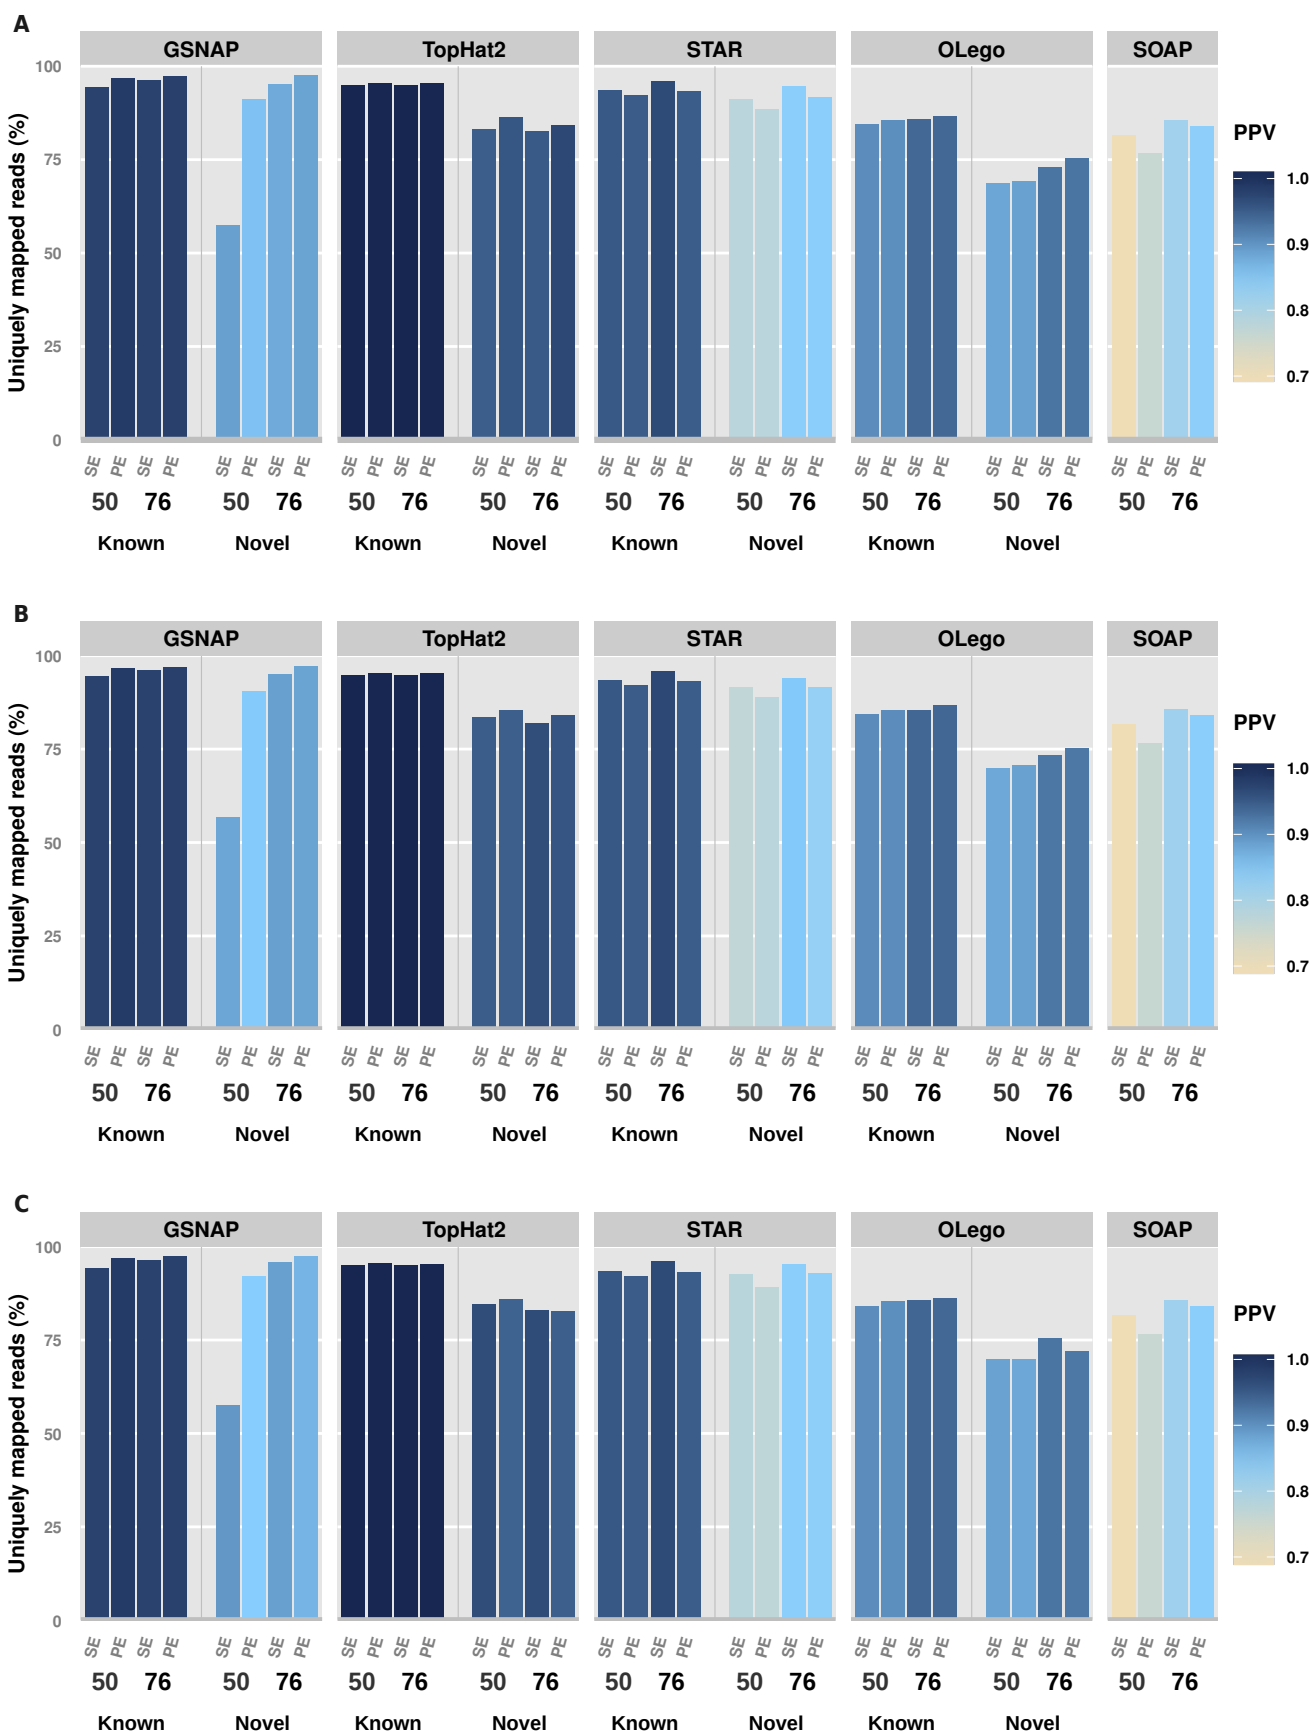 A
GSNAP TopHat2 STAR OLego SOAP
Uniquely mapped reads (%)
100
75
50
25
0
SE PE SE PE SE PE SE PE SE PE SE PE SE PE SE PE SE PE SE PE SE PE SE PE SE PE SE PE SE PE SE PE SE PE SE PE
50 76 50 76 50 76 50 76 50 76 50 76 50 76 50 76 50 76
Known Novel Known Novel Known Novel Known Novel
PPV
1.0
0.9
0.8
0.7
B
GSNAP TopHat2 STAR OLego SOAP
Uniquely mapped reads (%)
100
75
50
25
0
SE PE SE PE SE PE SE PE SE PE SE PE SE PE SE PE SE PE SE PE SE PE SE PE SE PE SE PE SE PE SE PE SE PE SE PE
50 76 50 76 50 76 50 76 50 76 50 76 50 76 50 76 50 76
Known Novel Known Novel Known Novel Known Novel
PPV
1.0
0.9
0.8
0.7
C
GSNAP TopHat2 STAR OLego SOAP
Uniquely mapped reads (%)
100
75
50
25
0
SE PE SE PE SE PE SE PE SE PE SE PE SE PE SE PE SE PE SE PE SE PE SE PE SE PE SE PE SE PE SE PE SE PE SE PE
50 76 50 76 50 76 50 76 50 76 50 76 50 76 50 76 50 76
Known Novel Known Novel Known Novel Known Novel
PPV
1.0
0.9
0.8
0.7